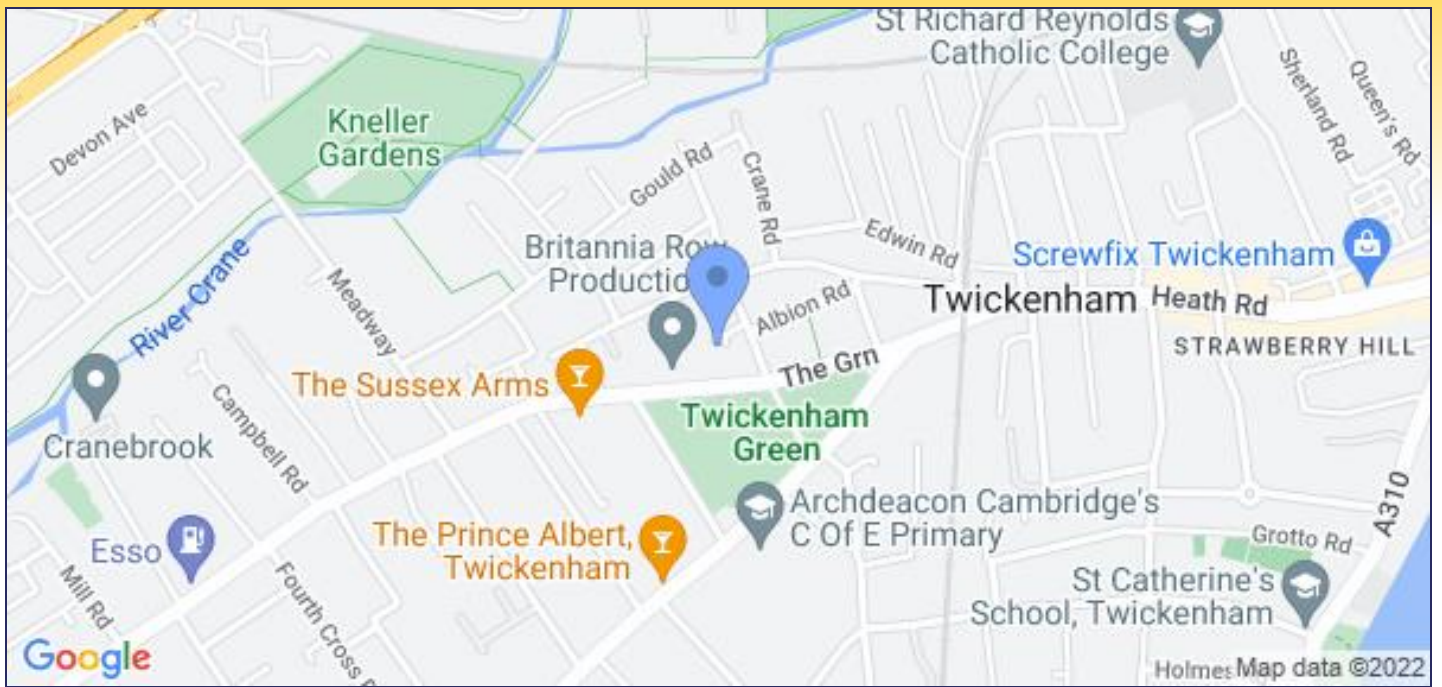 St Richard Reynolds
Catholic College
Sherland Rd
Queen's Rd
Devon Ave
Kneller
Gardens
Gould Rd
Crane Rd
Edwin Rd
Britannia Row
Productio
Screwfix Twickenham
River Crane
Meadway
Albion Rd
Twickenham
Heath Rd
STRAWBERRY HILL
The Grn
The Sussex Arms
Twickenham
Green
Cranebrook
Campbell Rd
Archdeacon Cambridge's
C Of E Primary
A310
The Prince Albert,
Twickenham
Esso
Grotto Rd
Mill Rd
Fourth Cross
St Catherine's
School, Twickenham
Google
Holmes
Map data ©2022